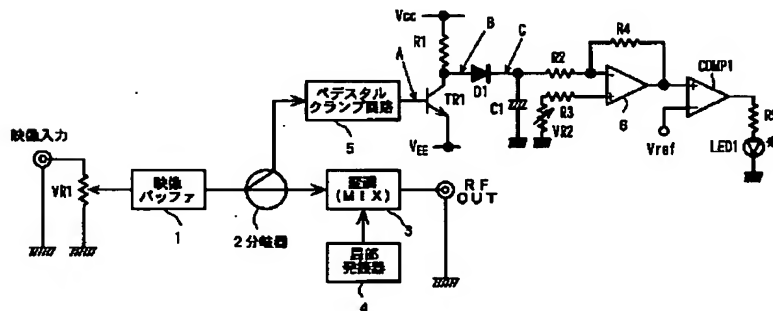 VCC
R1
A
B
C
R2
R4
COMP1
ペデスタル
クランプ回路
5
TR1
D1
C1
R3
VR2
6
Vref
R5
LED1
VEE
映像入力
VR1
映像
バッファ
1
2分岐器
変調
(MIX)
3
RF
OUT
局部
発振器
4